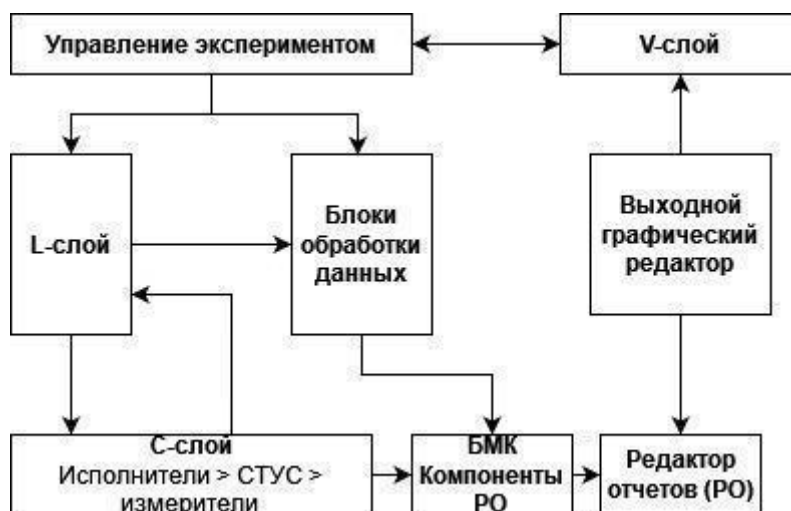 Управление экспериментом
V-слой
L-слой
Блоки
обработки
данных
Выходной
графический
редактор
C-слой
Исполнители > СТУС >
измерители
БМК
Компоненты
РО
Редактор
отчетов (РО)